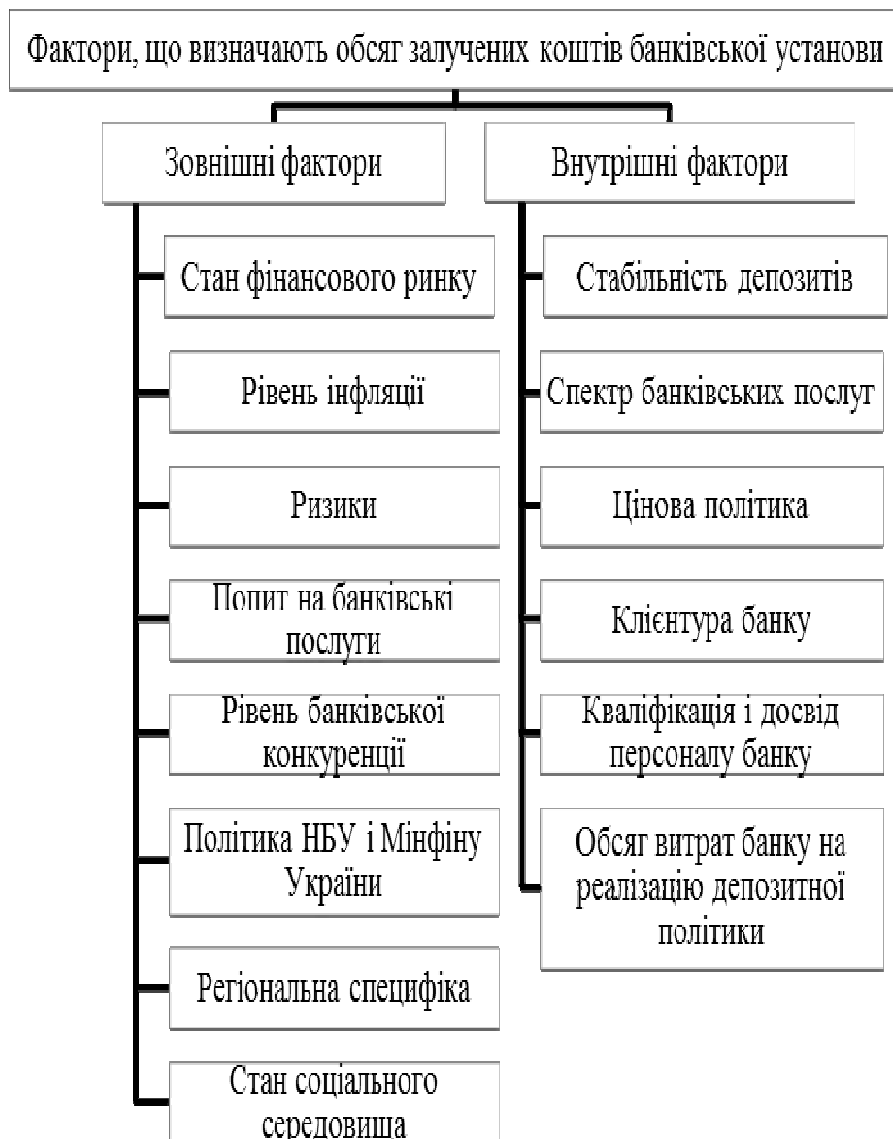 Фактори, що визначають обсяг залучених коштів банківської установи
Зовнішні фактори
Стан фінансового ринку
Рівень інфляції
Ризики
Попит на банківські
послуги
Рівень банківської
конкуренції
Політика НБУ і Мінфіну
України
Регіональна специфіка
Стан соціального
середовища
Внутрішні фактори
Стабільність депозитів
Спектр банківських послуг
Цінова політика
Клієнтура банку
Кваліфікація і досвід
персоналу банку
Обсяг витрат банку на
реалізацію депозитної
політики